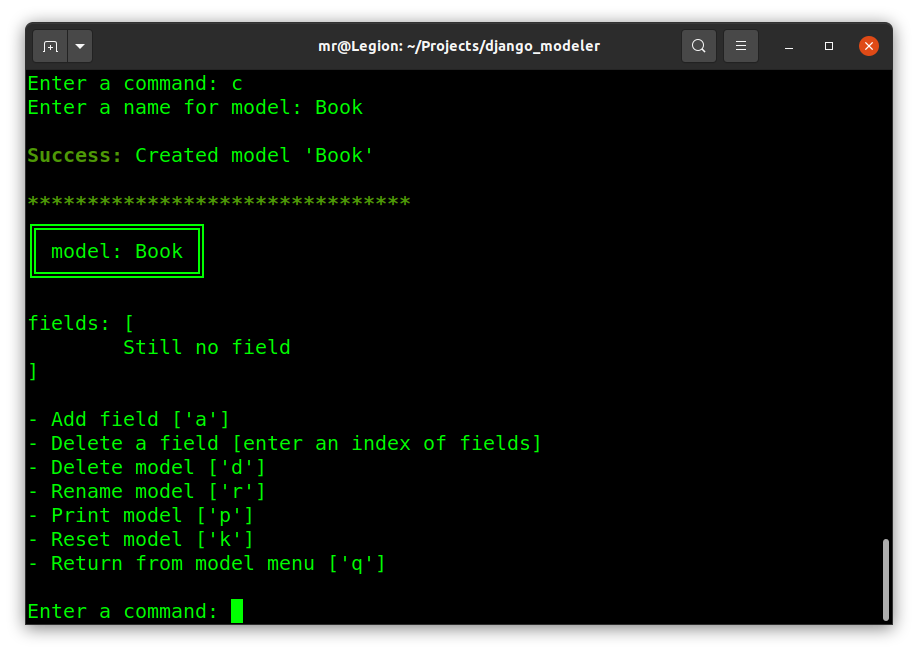 mr@Legion: ~/Projects/django_modeler
Enter a command: c
Enter a name for model: Book
Success: Created model 'Book'
********************************
model: Book
fields: [
Still no field
]
- Add field ['a']
- Delete a field [enter an index of fields]
- Delete model ['d']
- Rename model ['r']
- Print model ['p']
- Reset model ['k']
- Return from model menu ['q']
Enter a command: